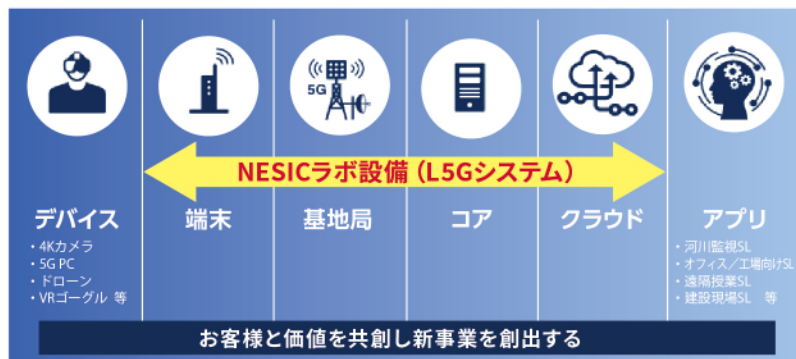 5G
NESICラボ設備（L5Gシステム）
デバイス
・4Kカメラ
・5G PC
・ドローン
・VRゴーグル 等
端末
基地局
コア
クラウド
アプリ
・河川監視SL
・オフィス／工場向けSL
・遠隔授業SL
・建設現場SL 等
お客様と価値を共創し新事業を創出する